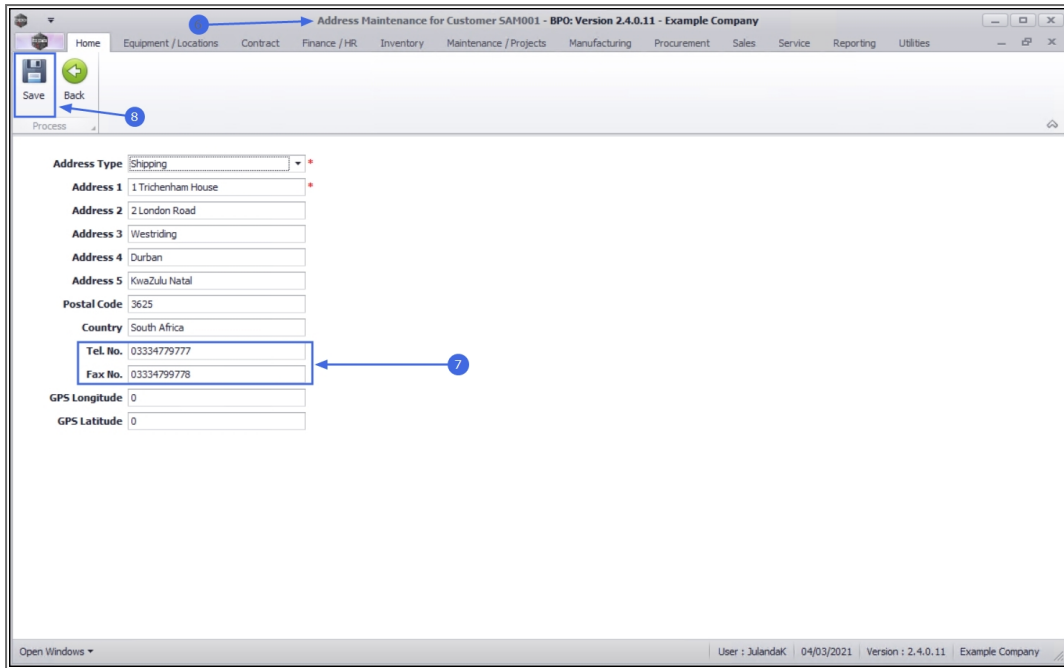 Address Maintenance for Customer SAM001 - BPO: Version 2.4.0.11 - Example Company
Home Equipment / Locations Contract Finance / HR Inventory Maintenance / Projects Manufacturing Procurement Sales Service Reporting Utilities
Save Back
8
Process
Address Type Shipping *
Address 1 1 Trichenham House *
Address 2 2 London Road
Address 3 Westriding
Address 4 Durban
Address 5 KwaZulu Natal
Postal Code 3625
Country South Africa
Tel. No. 03334779777
7
Fax No. 03334799778
GPS Longitude 0
GPS Latitude 0
Open Windows User : JulandaK 04/03/2021 Version : 2.4.0.11 Example Company